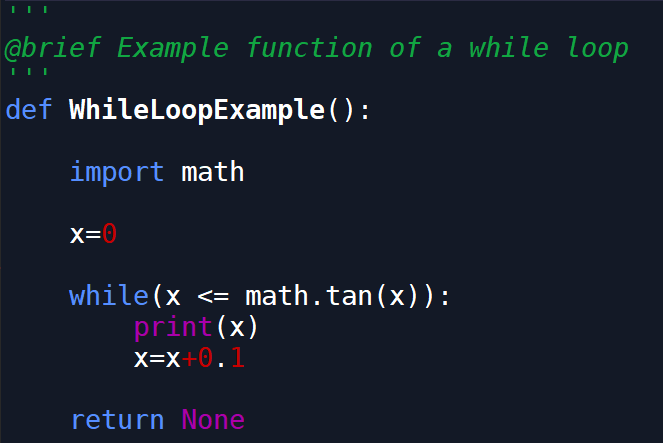 '''
@brief Example function of a while loop
'''
def WhileLoopExample():
import math
x=0
while(x <= math.tan(x)):
print(x)
x=x+0.1
return None